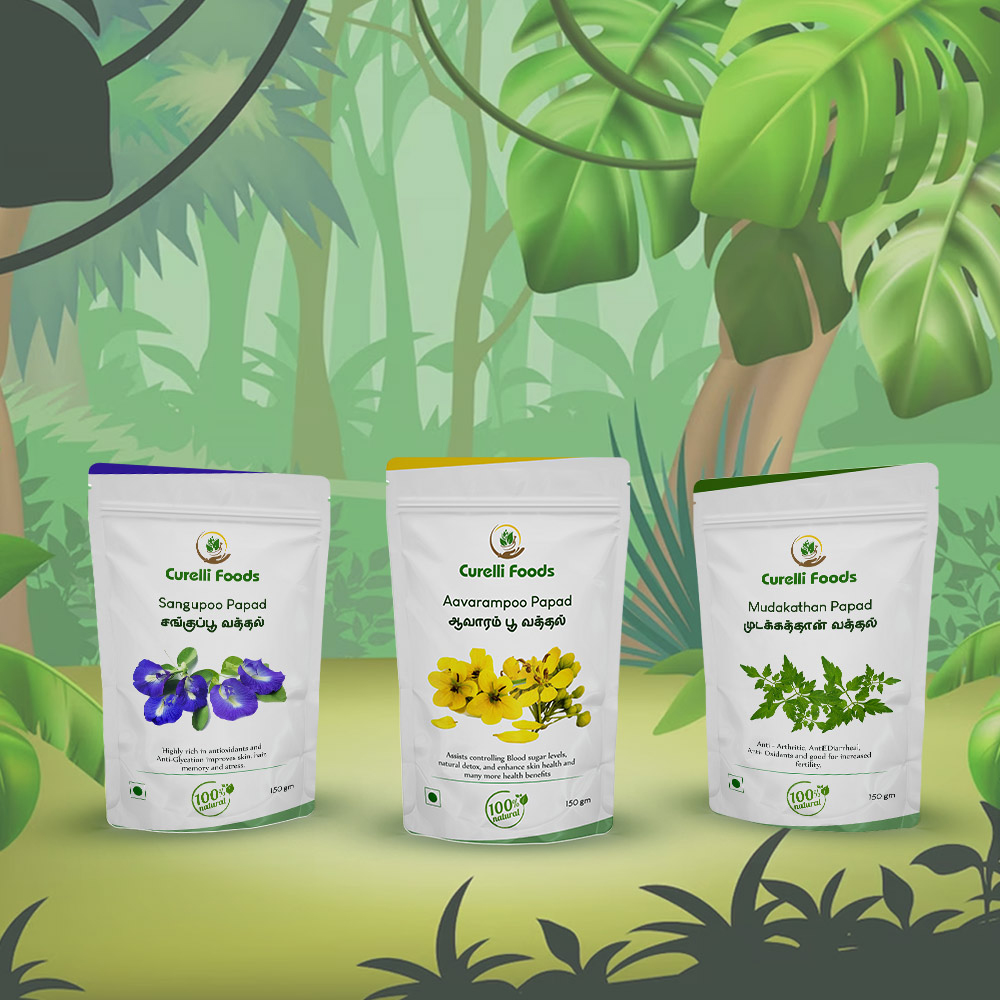 Curelli Foods
Sangupoo Papad
சங்குப்பூ வத்தல்
Highly rich in antioxidants and
Anti-Glycation improves skin, hair,
memory and stress.
100%
natural
150 gm
Curelli Foods
Aavarampoo Papad
ஆவாரம் பூ வத்தல்
Assists controlling Blood sugar levels,
natural detox, and enhance skin health and
many more health benefits
100%
natural
150 gm
Curelli Foods
Mudakathan Papad
முடக்கத்தான் வத்தல்
Anti - Arthritic, AntiEDiarrheal,
Anti- Oxidants and good for increased
fertility.
100%
natural
150 gm